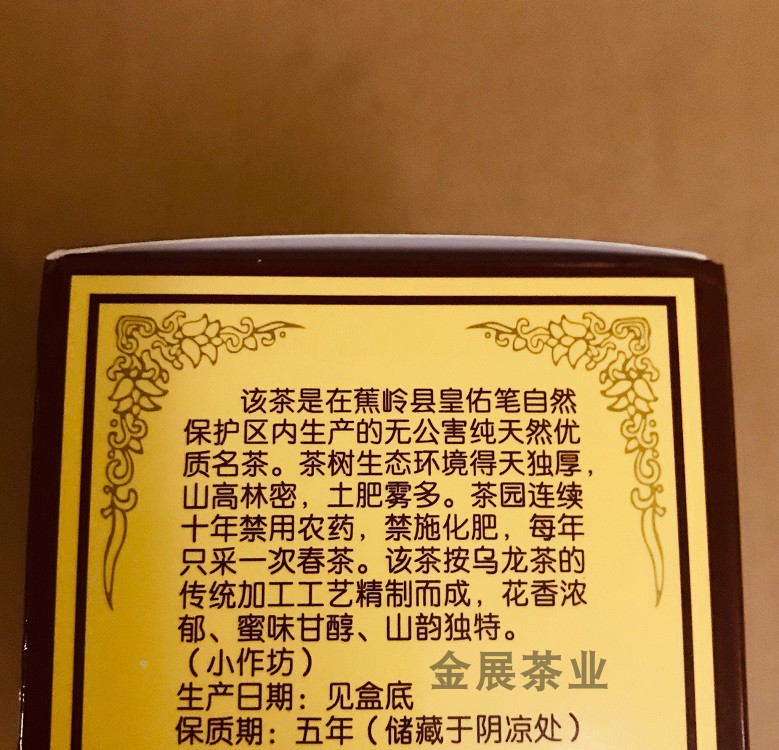 该茶是在蕉岭县皇佑笔自然
保护区内生产的无公害纯天然优
质名茶。茶树生态环境得天独厚，
山高林密，土肥雾多。茶园连续
十年禁用农药，禁施化肥，每年
只采一次春茶。该茶按乌龙茶的
传统加工工艺精制而成，花香浓
郁、蜜味甘醇、山韵独特。
（小作坊）
金展茶业
生产日期：见盒底
保质期：五年（储藏于阴凉处）